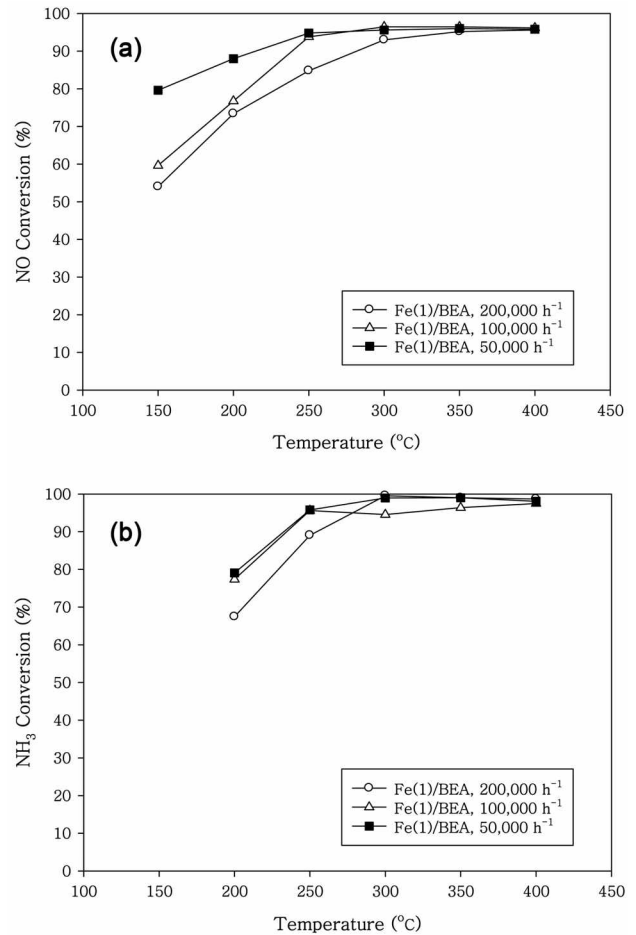 (a)
NO Conversion (%)
100
90
80
70
60
50
40
30
20
10
0
Fe(1)/BEA, 200,000 h⁻¹
Fe(1)/BEA, 100,000 h⁻¹
Fe(1)/BEA, 50,000 h⁻¹
100 150 200 250 300 350 400 450
Temperature (°C)
(b)
NH₃ Conversion (%)
100
90
80
70
60
50
40
30
20
10
0
Fe(1)/BEA, 200,000 h⁻¹
Fe(1)/BEA, 100,000 h⁻¹
Fe(1)/BEA, 50,000 h⁻¹
100 150 200 250 300 350 400 450
Temperature (°C)